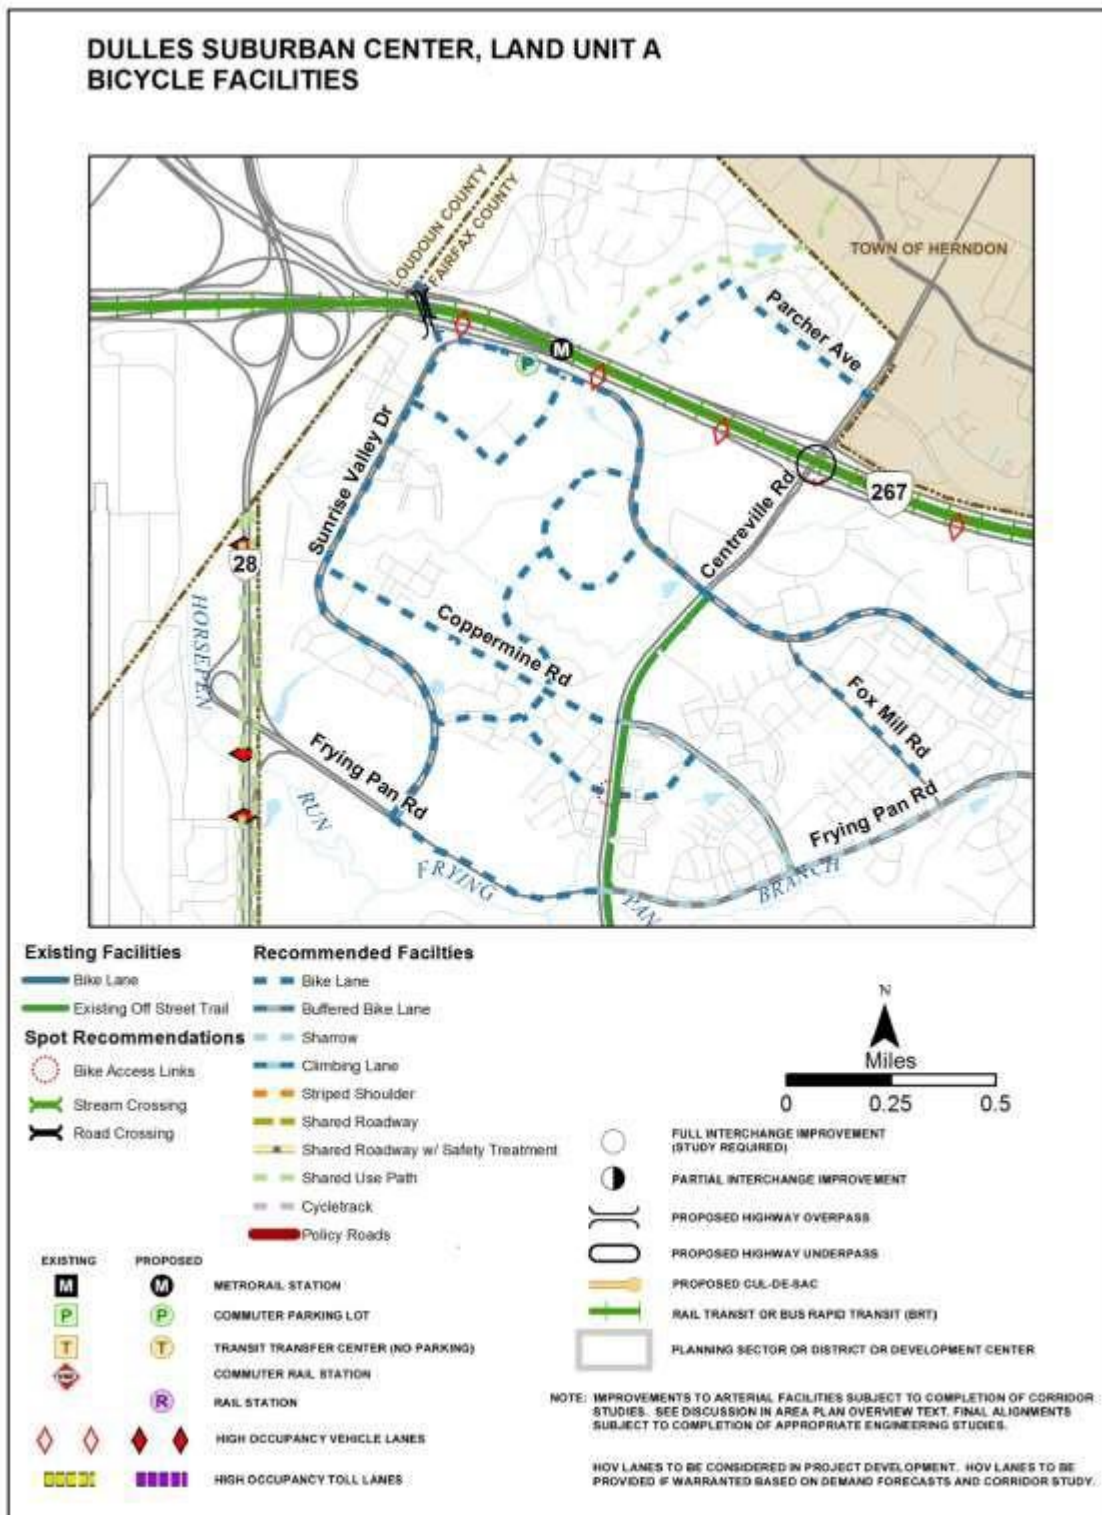 DULLES SUBURBAN CENTER, LAND UNIT A
BICYCLE FACILITIES
LOUDOUN COUNTY
FAIRFAX COUNTY
TOWN OF HERNDON
Parcher Ave
M
P
Sunrise Valley Dr
Centreville Rd
267
28
HORSEPEN
Coppermine Rd
Fox Mill Rd
Frying Pan Rd
RUN
Frying Pan Rd
FRYING
PAN
BRANCH
Existing Facilities
Bike Lane
Existing Off Street Trail
Spot Recommendations
Bike Access Links
Stream Crossing
Road Crossing
Recommended Facilties
Bike Lane
Buffered Bike Lane
Sharrow
Climbing Lane
Striped Shoulder
Shared Roadway
Shared Roadway w/ Safety Treatment
Shared Use Path
Cycletrack
Policy Roads
N
Miles
0 0.25 0.5
EXISTING PROPOSED
M M METRORAIL STATION
P P COMMUTER PARKING LOT
T T TRANSIT TRANSFER CENTER (NO PARKING)
COMMUTER RAIL STATION
R RAIL STATION
HIGH OCCUPANCY VEHICLE LANES
HIGH OCCUPANCY TOLL LANES
FULL INTERCHANGE IMPROVEMENT
(STUDY REQUIRED)
PARTIAL INTERCHANGE IMPROVEMENT
PROPOSED HIGHWAY OVERPASS
PROPOSED HIGHWAY UNDERPASS
PROPOSED CUL-DE-SAC
RAIL TRANSIT OR BUS RAPID TRANSIT (BRT)
PLANNING SECTOR OR DISTRICT OR DEVELOPMENT CENTER
NOTE: IMPROVEMENTS TO ARTERIAL FACILITIES SUBJECT TO COMPLETION OF CORRIDOR
STUDIES. SEE DISCUSSION IN AREA PLAN OVERVIEW TEXT. FINAL ALIGNMENTS
SUBJECT TO COMPLETION OF APPROPRIATE ENGINEERING STUDIES.
HOV LANES TO BE CONSIDERED IN PROJECT DEVELOPMENT. HOV LANES TO BE
PROVIDED IF WARRANTED BASED ON DEMAND FORECASTS AND CORRIDOR STUDY.